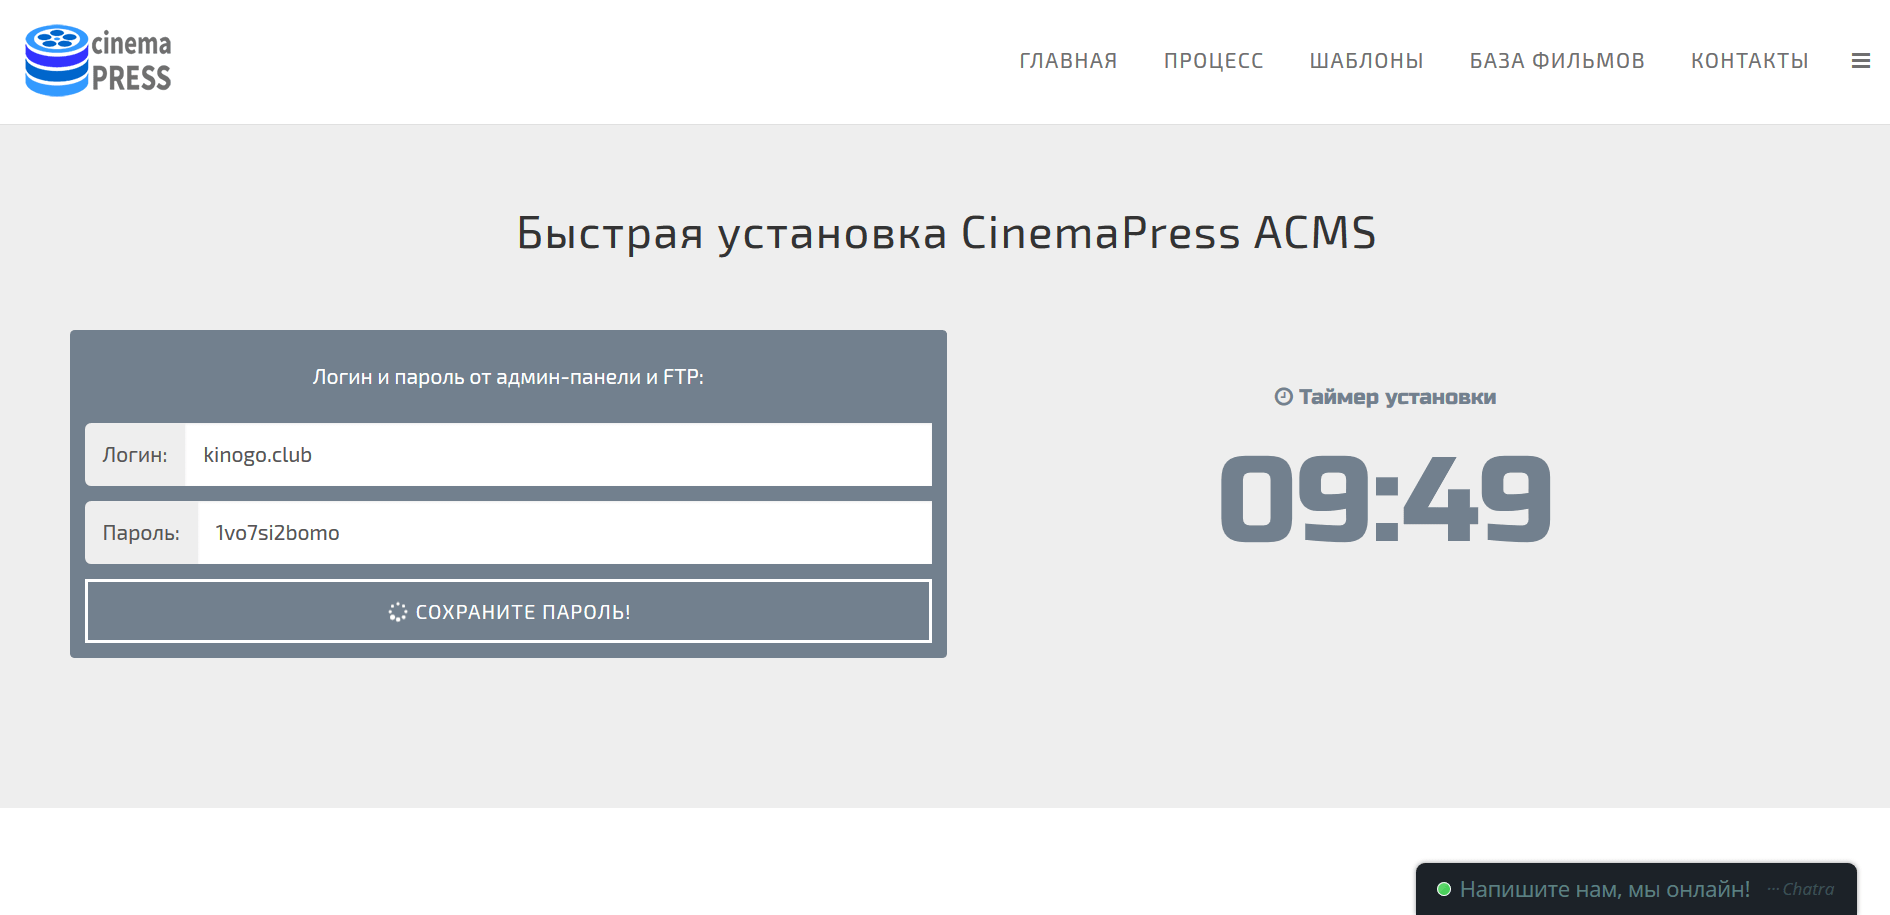 cinema
PRESS
ГЛАВНАЯ ПРОЦЕСС ШАБЛОНЫ БАЗА ФИЛЬМОВ КОНТАКТЫ
Быстрая установка CinemaPress ACMS
Логин и пароль от админ-панели и FTP:
Логин: kinogo.club
Пароль: 1vo7si2bomo
СОХРАНИТЕ ПАРОЛЬ!
Таймер установки
09:49
Напишите нам, мы онлайн! ··· Chatra